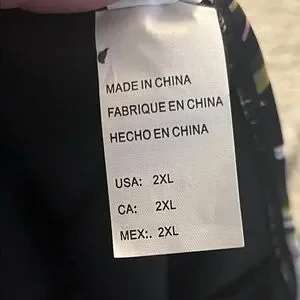 MADE IN CHINA
FABRIQUE EN CHINA
HECHO EN CHINA
USA: 2XL
CA: 2XL
MEX:. 2XL